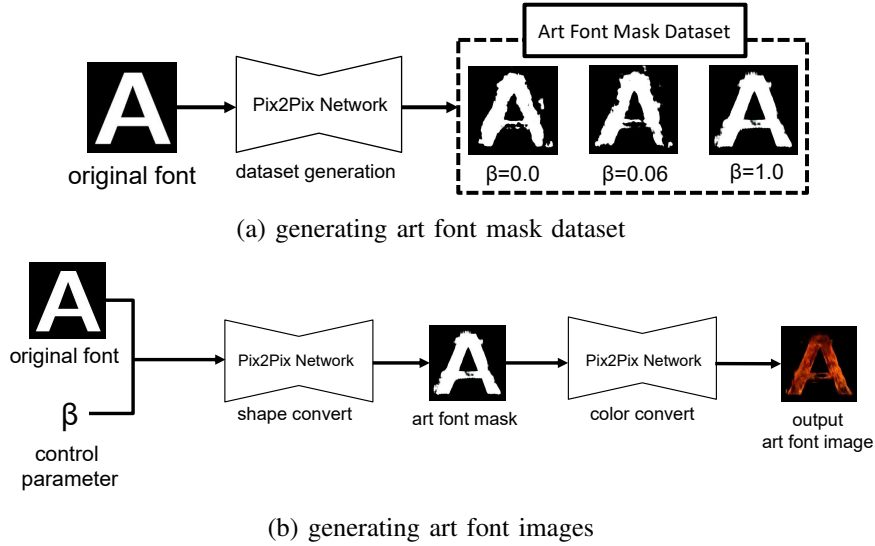 Art Font Mask Dataset
A
Pix2Pix Network
A
A
A
original font
dataset generation
β=0.0
β=0.06
β=1.0
(a) generating art font mask dataset
A
original font
Pix2Pix Network
A
Pix2Pix Network
A
β
shape convert
art font mask
color convert
output
art font image
control
parameter
(b) generating art font images